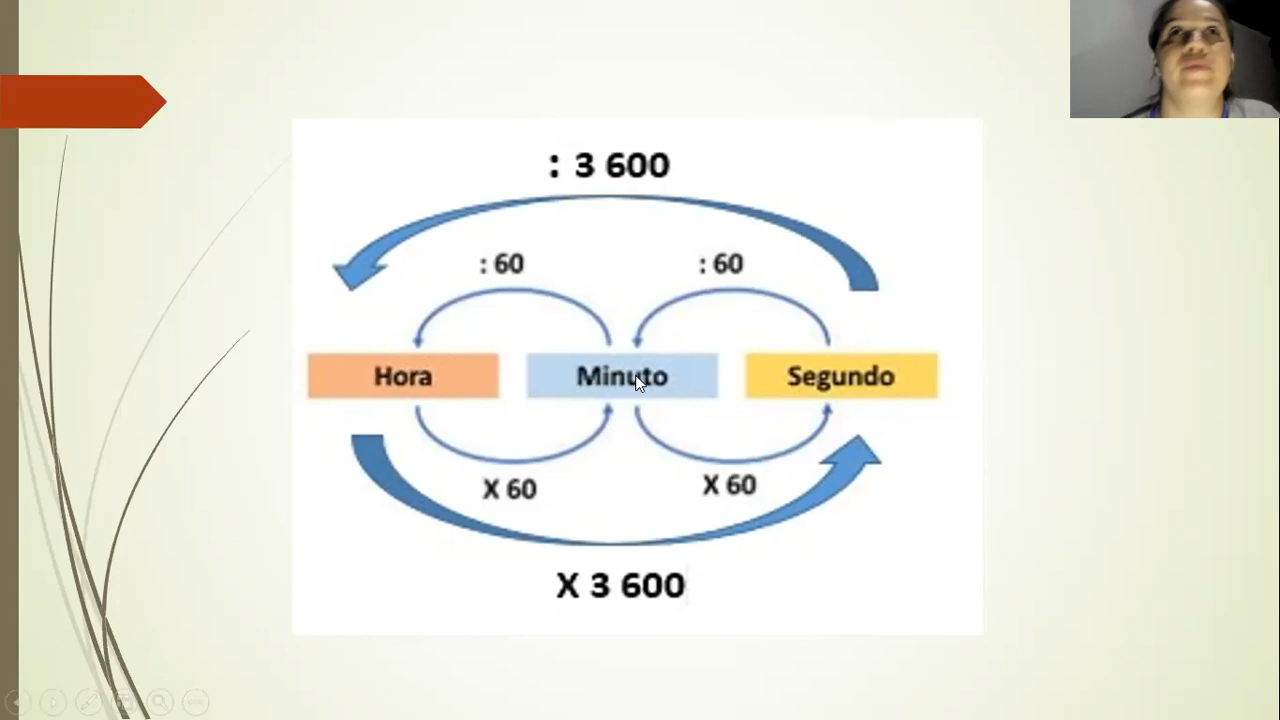 : 3 600
: 60 : 60
Hora Minuto Segundo
X 60 X 60
X 3 600